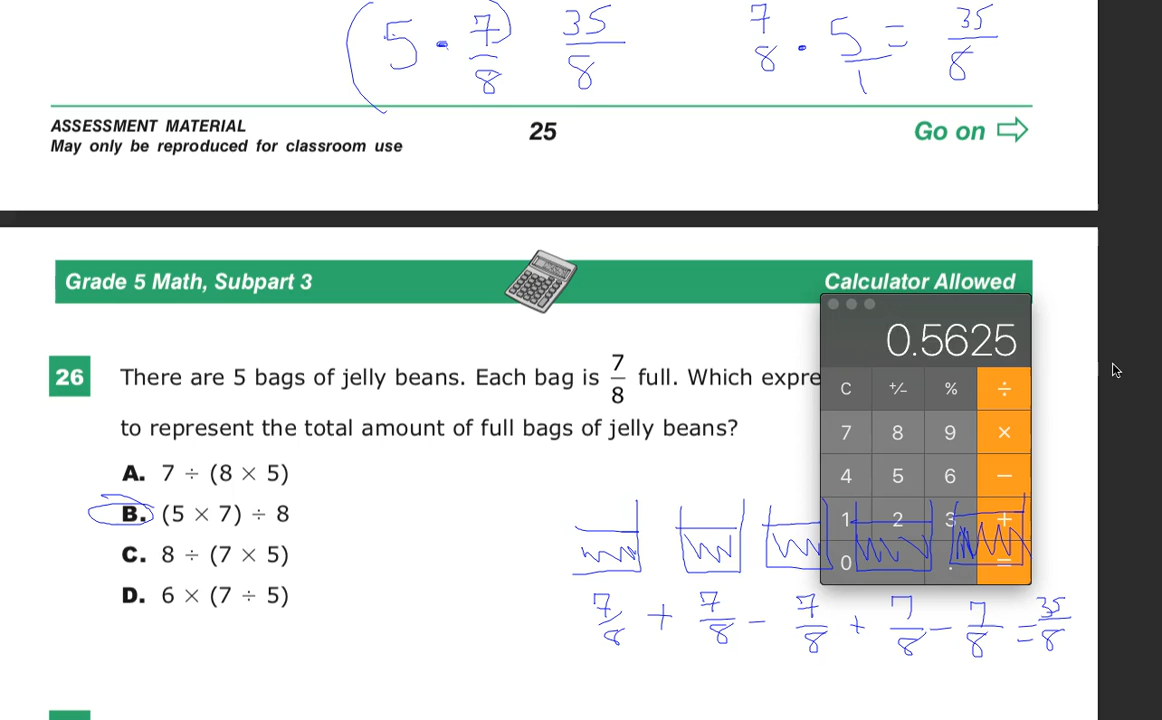 (5 · 7/8) 35/8 7/8 · 5/1 = 35/8
ASSESSMENT MATERIAL
May only be reproduced for classroom use
25
Go on
Grade 5 Math, Subpart 3
Calculator Allowed
0.5625
26 There are 5 bags of jelly beans. Each bag is 7/8 full. Which expre
to represent the total amount of full bags of jelly beans?
A. 7 ÷ (8 × 5)
B. (5 × 7) ÷ 8
C. 8 ÷ (7 × 5)
D. 6 × (7 ÷ 5)
C +/- % ÷
7 8 9 ×
4 5 6 −
1 2 3 +
0 . =
7/8 + 7/8 − 7/8 + 7/8 − 7/8 = 35/8